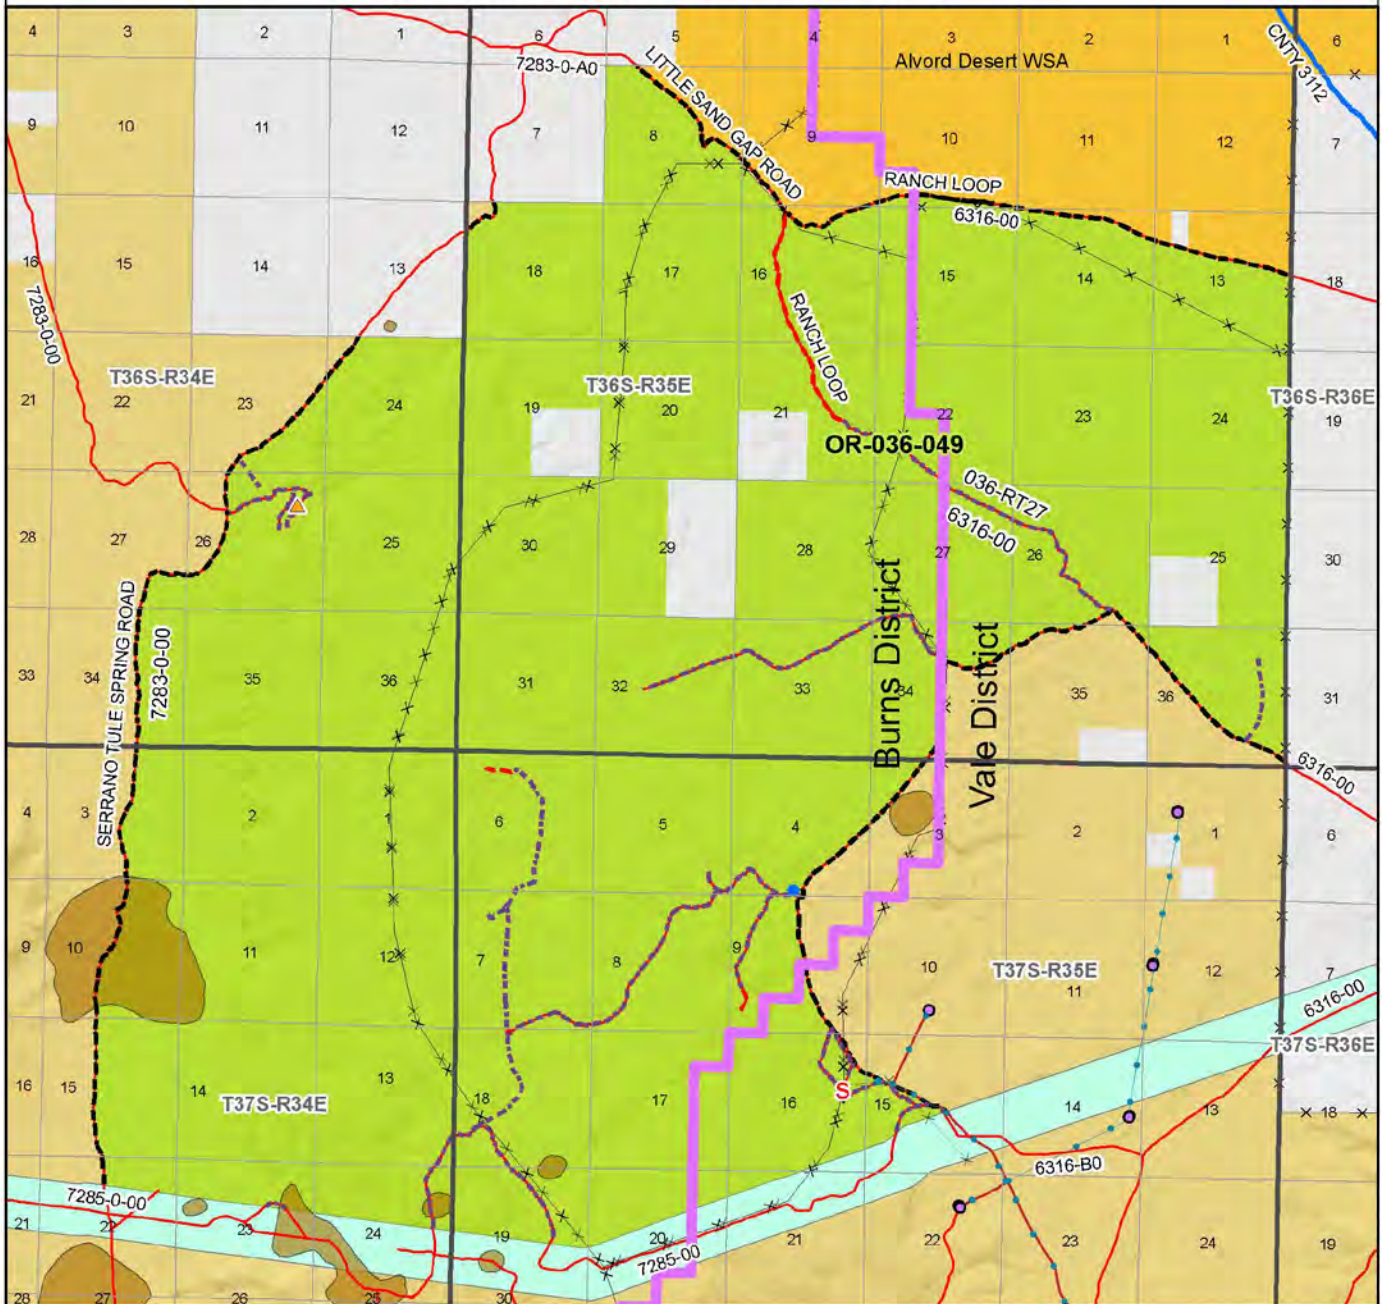 4 3 2 1 6 5 4 3 2 1 6
7283-0-A0
LITTLE SAND GAP ROAD
Alvord Desert WSA
CNTY 3112
9 10 11 12 7 8 9 10 11 12 7
RANCH LOOP
6316-00
16 15 14 13 18 17 16 15 14 13 18
7283-0-00
RANCH LOOP
T36S-R34E
T36S-R35E
T36S-R36E
21 22 23 24 19 20 21 22 23 24 19
OR-036-049
036-RT27
6316-00
28 27 26 25 30 29 28 27 26 25 30
Burns District
Vale District
SERRANO TULE SPRING ROAD
7283-0-00
33 34 35 36 31 32 33 34 35 36 31
6316-00
4 3 2 1 6 5 4 3 2 1 6
9 10 11 12 7 8 9 10 11 12 7
T37S-R35E
6316-00
T37S-R36E
16 15 14 13 18 17 16 15 14 13 18
S
T37S-R34E
6316-B0
7285-0-00
21 22 23 24 19 20 21 22 23 24 19
7285-00
28 27 26 25 30